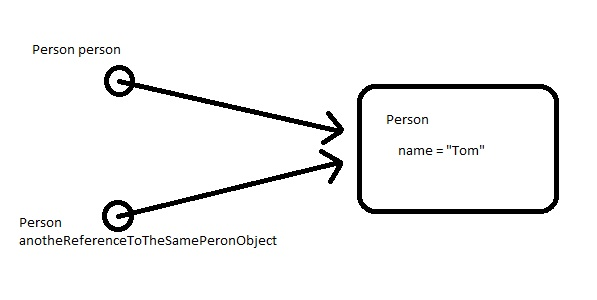 Person person
Person
name = "Tom"
Person
anotheReferenceToTheSamePeronObject